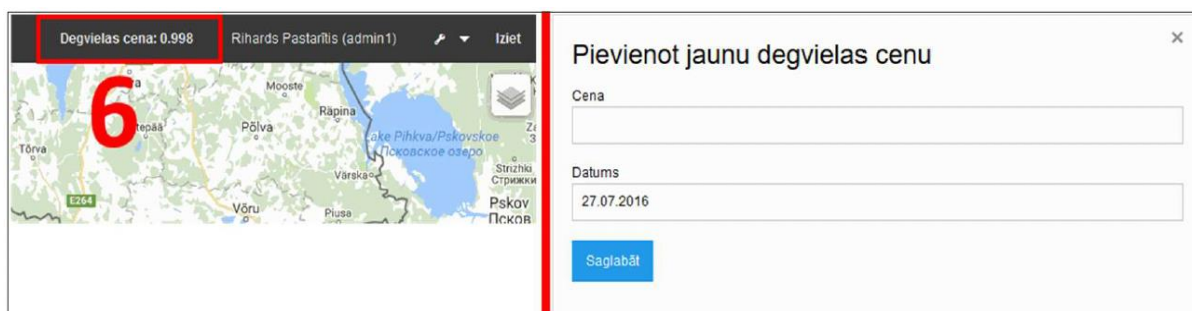 Degvielas cena: 0.998
Rihards Pastarītis (admin1)
Iziet
6
Mooste
Räpina
Põlva
Tõrva
Lake Pihkva/Pskovskoe
Псковское озеро
Värska
Strizhki
Стрижки
E264
Võru
Piusa
Pskov
Псков
Pievienot jaunu degvielas cenu
×
Cena
Datums
27.07.2016
Saglabāt